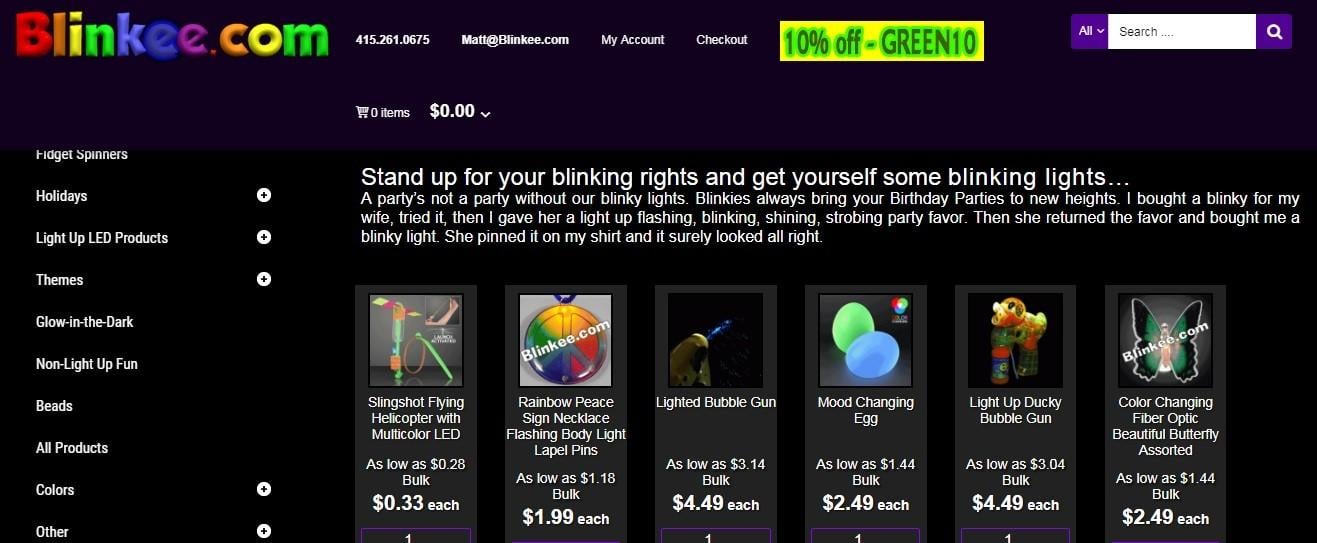 Blinkee.com
415.261.0675
Matt@Blinkee.com
My Account
Checkout
10% off - GREEN10
All
Search ....
0 items
$0.00
Fidget Spinners
Holidays
Light Up LED Products
Themes
Glow-in-the-Dark
Non-Light Up Fun
Beads
All Products
Colors
Other
Stand up for your blinking rights and get yourself some blinking lights…
A party's not a party without our blinky lights. Blinkies always bring your Birthday Parties to new heights. I bought a blinky for my
wife, tried it, then I gave her a light up flashing, blinking, shining, strobing party favor. Then she returned the favor and bought me a
blinky light. She pinned it on my shirt and it surely looked all right.
LAUNCH
ACTIVATED
Slingshot Flying
Helicopter with
Multicolor LED
As low as $0.28
Bulk
$0.33 each
1
Blinkee.com
Rainbow Peace
Sign Necklace
Flashing Body Light
Lapel Pins
As low as $1.18
Bulk
$1.99 each
Lighted Bubble Gun
As low as $3.14
Bulk
$4.49 each
1
COLOR
Mood Changing
Egg
As low as $1.44
Bulk
$2.49 each
1
Light Up Ducky
Bubble Gun
As low as $3.04
Bulk
$4.49 each
1
Blinkee.com
Color Changing
Fiber Optic
Beautiful Butterfly
Assorted
As low as $1.44
Bulk
$2.49 each